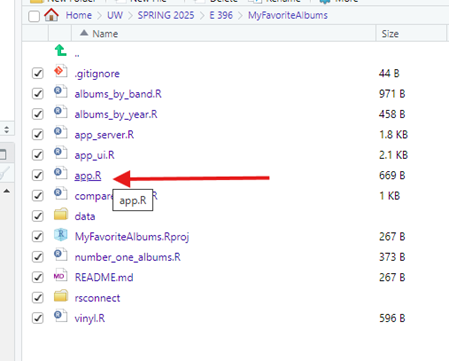 New Folder New File Delete Rename More
Home UW SPRING 2025 E 396 MyFavoriteAlbums
Name Size
..
.gitignore 44 B
albums_by_band.R 971 B
albums_by_year.R 458 B
app_server.R 1.8 KB
app_ui.R 2.1 KB
app.R 669 B
compar R 1 KB
app.R
data
MyFavoriteAlbums.Rproj 267 B
number_one_albums.R 373 B
MD README.md 267 B
rsconnect
vinyl.R 596 B